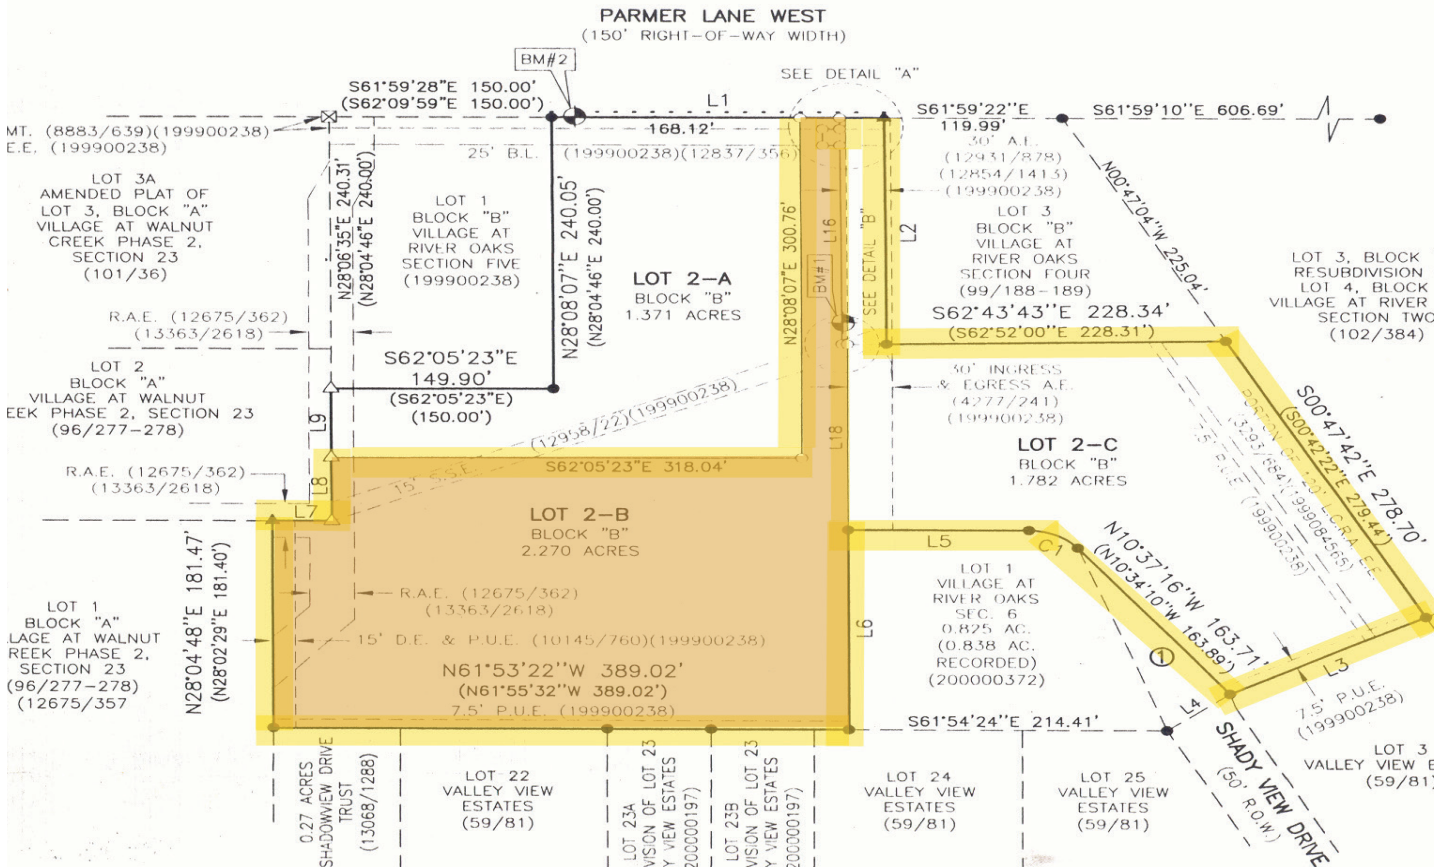 PARMER LANE WEST
(150' RIGHT-OF-WAY WIDTH)
BM#2
SEE DETAIL "A"
S61°59'28"E 150.00'
(S62°09'59"E 150.00')
L1
168.12'
S61°59'22"E
119.99'
S61°59'10"E 606.69'
MT. (8883/639)(199900238)
E.E. (199900238)
25' B.L. (199900238)(12837/356)
30' A.E.
(12931/878)
(12854/1413)
(199900238)
LOT 3A
AMENDED PLAT OF
LOT 3, BLOCK "A"
VILLAGE AT WALNUT
CREEK PHASE 2,
SECTION 23
(101/36)
N28°06'35"E 240.31'
(N28°04'46"E 240.00')
LOT 1
BLOCK "B"
VILLAGE AT
RIVER OAKS
SECTION FIVE
(199900238)
N28°08'07"E 240.05'
(N28°04'46"E 240.00')
LOT 2-A
BLOCK "B"
1.371 ACRES
N28°08'07"E 300.76'
L16
BM#1
SEE DETAIL "B"
L2
LOT 3
BLOCK "B"
VILLAGE AT
RIVER OAKS
SECTION FOUR
(99/188-189)
N00°47'04"W 225.04'
LOT 3, BLOCK
RESUBDIVISION
LOT 4, BLOCK
VILLAGE AT RIVER
SECTION TWO
(102/384)
S62°43'43"E 228.34'
(S62°52'00"E 228.31')
R.A.E. (12675/362)
(13363/2618)
S62°05'23"E
149.90'
(S62°05'23"E)
(150.00')
LOT 2
BLOCK "A"
VILLAGE AT WALNUT
EEK PHASE 2, SECTION 23
(96/277-278)
L9
30' INGRESS
& EGRESS A.E.
(4277/241)
(199900238)
15' S.S.E. (12958/22)(199900238)
L18
LOT 2-C
BLOCK "B"
1.782 ACRES
S00°47'42"E 278.70'
(S00°42'22"E 279.44')
PORTION OF 120' L.C.R.A. E.E.
(3293/684)(1999084565)
7.5' P.U.E. (199900238)
S62°05'23"E 318.04'
R.A.E. (12675/362)
(13363/2618)
L8
L7
LOT 2-B
BLOCK "B"
2.270 ACRES
L5
C1
N28°04'48"E 181.47'
(N28°02'29"E 181.40')
R.A.E. (12675/362)
(13363/2618)
LOT 1
VILLAGE AT
RIVER OAKS
SEC. 6
0.825 AC.
(0.838 AC.
RECORDED)
(200000372)
N10°37'16"W 163.71'
(N10°34'10"W 163.89')
1
LOT 1
BLOCK "A"
LAGE AT WALNUT
REEK PHASE 2,
SECTION 23
(96/277-278)
(12675/357
15' D.E. & P.U.E. (10145/760)(199900238)
L6
L3
N61°53'22"W 389.02'
(N61°55'32"W 389.02')
7.5' P.U.E. (199900238)
S61°54'24"E 214.41'
L4
7.5' P.U.E.
(199900238)
SHADY VIEW DRIVE
(50' R.O.W.)
LOT 3
VALLEY VIEW E
(59/81)
0.27 ACRES
SHADOWVIEW DRIVE
TRUST
(13068/1288)
LOT 22
VALLEY VIEW
ESTATES
(59/81)
LOT 23A
VISION OF LOT 23
Y VIEW ESTATES
200000197)
LOT 23B
VISION OF LOT 23
Y VIEW ESTATES
200000197)
LOT 24
VALLEY VIEW
ESTATES
(59/81)
LOT 25
VALLEY VIEW
ESTATES
(59/81)